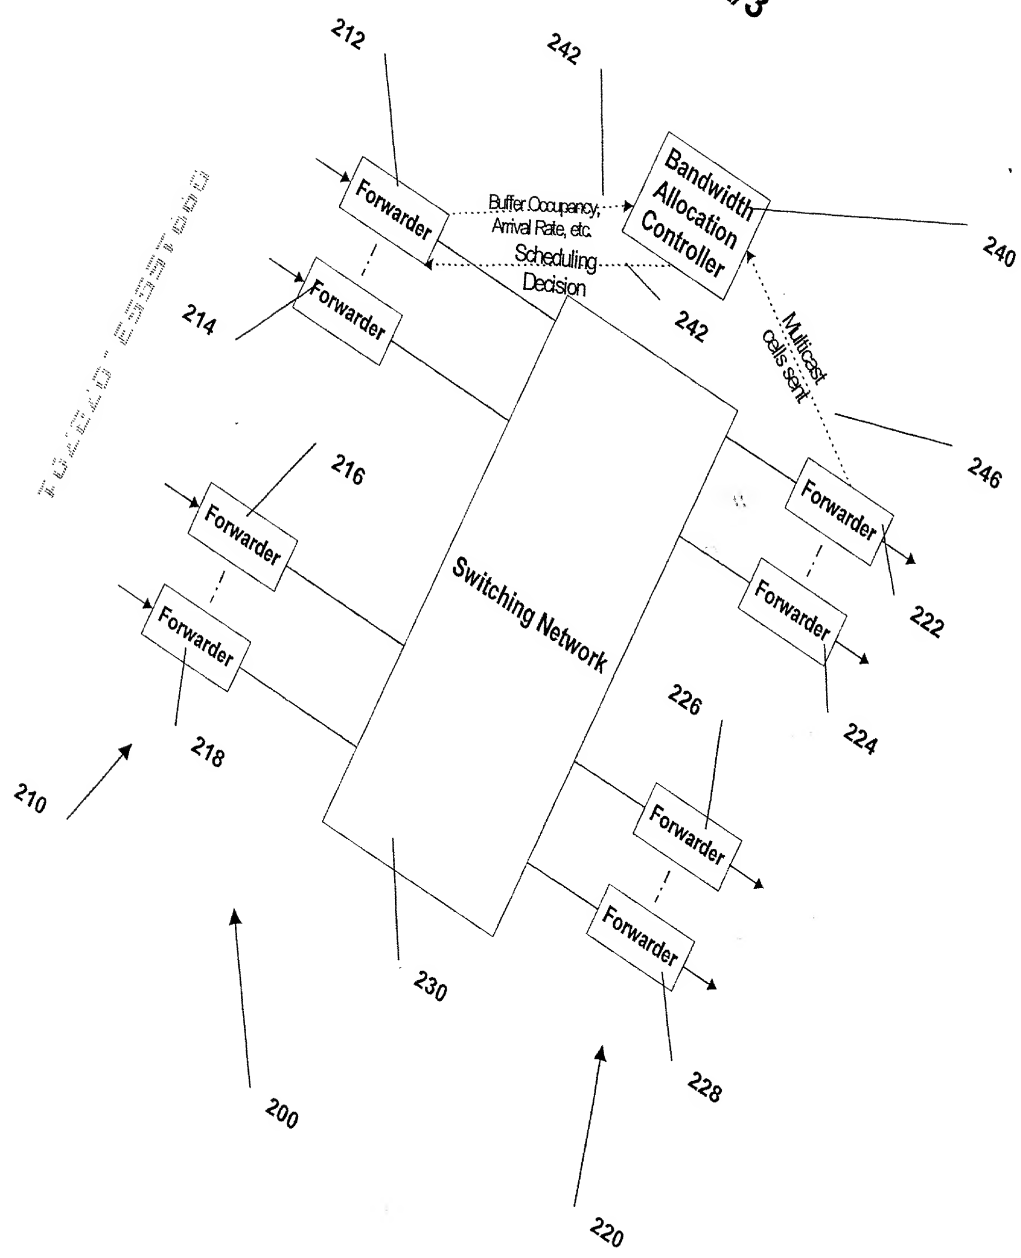 212
242
Forwarder
Buffer Occupancy,
Arrival Rate, etc.
Scheduling
Decision
Bandwidth
Allocation
Controller
240
214
Forwarder
242
Multicast
cells sent
246
216
Forwarder
Forwarder
222
Switching Network
Forwarder
218
Forwarder
224
226
210
Forwarder
Forwarder
230
228
200
220